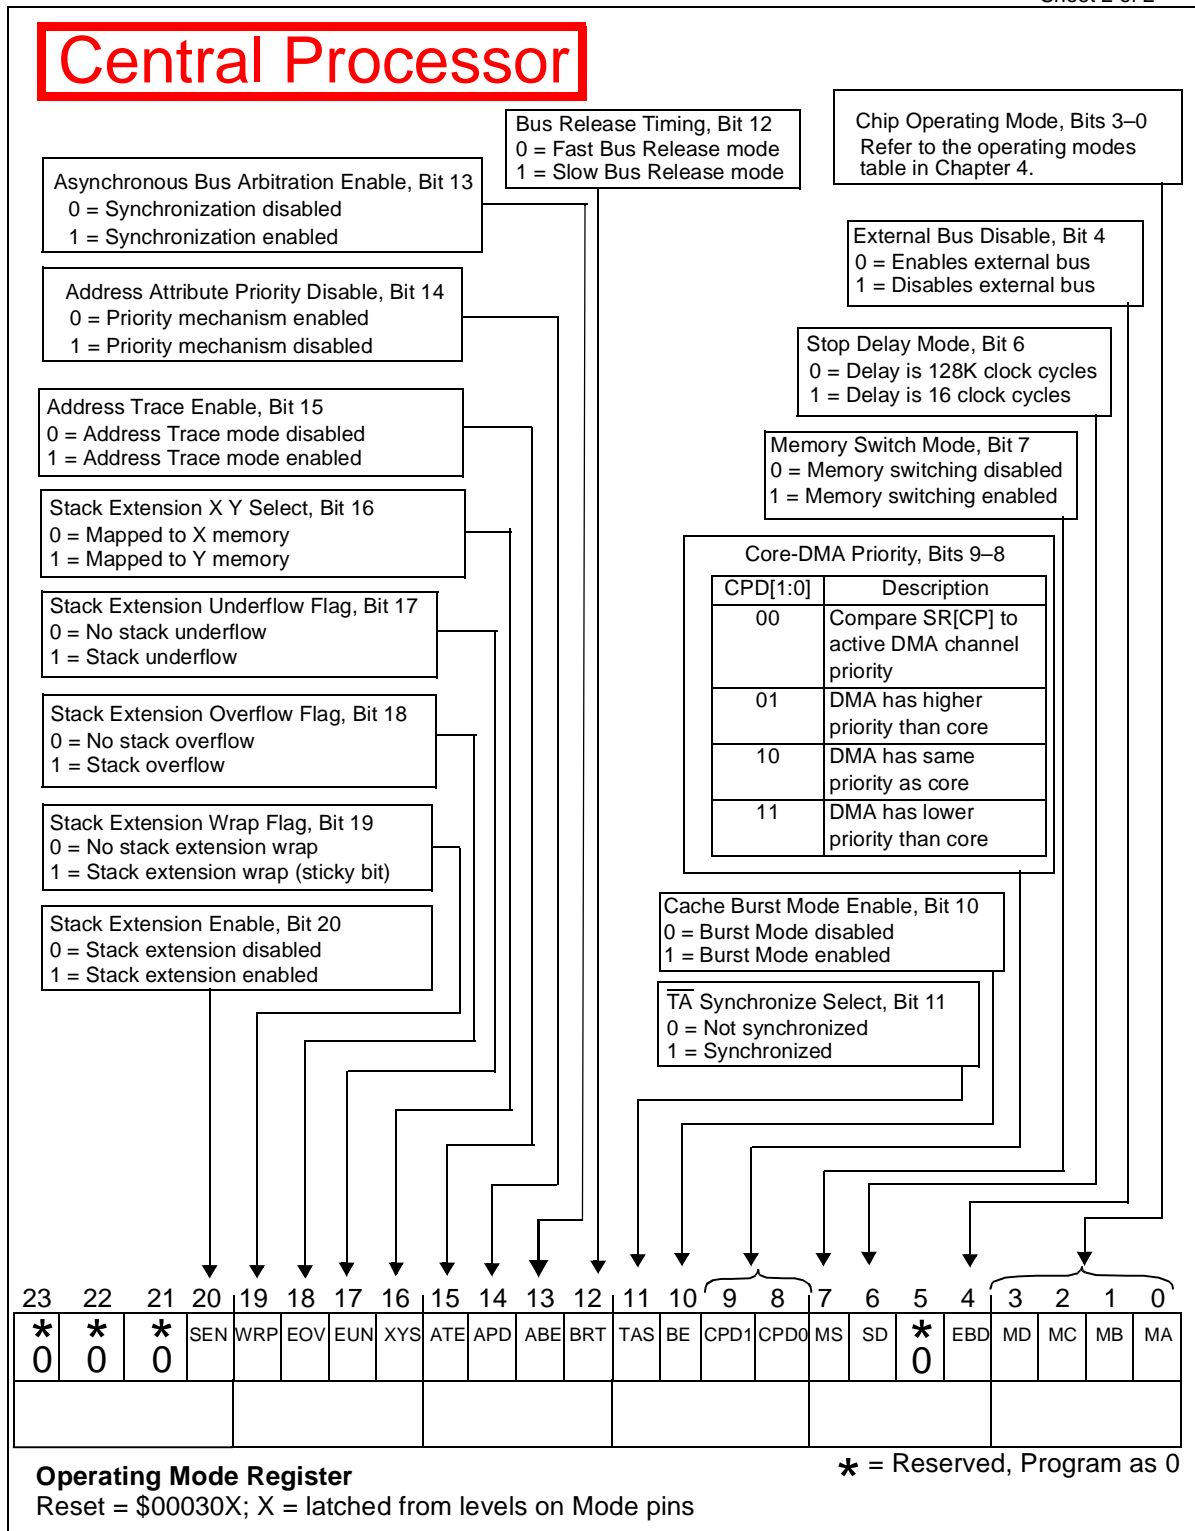 Sheet 2 of 2
Central Processor
Bus Release Timing, Bit 12
0 = Fast Bus Release mode
1 = Slow Bus Release mode
Chip Operating Mode, Bits 3–0
Refer to the operating modes
table in Chapter 4.
Asynchronous Bus Arbitration Enable, Bit 13
0 = Synchronization disabled
1 = Synchronization enabled
External Bus Disable, Bit 4
0 = Enables external bus
1 = Disables external bus
Address Attribute Priority Disable, Bit 14
0 = Priority mechanism enabled
1 = Priority mechanism disabled
Stop Delay Mode, Bit 6
0 = Delay is 128K clock cycles
1 = Delay is 16 clock cycles
Address Trace Enable, Bit 15
0 = Address Trace mode disabled
1 = Address Trace mode enabled
Memory Switch Mode, Bit 7
0 = Memory switching disabled
1 = Memory switching enabled
Stack Extension X Y Select, Bit 16
0 = Mapped to X memory
1 = Mapped to Y memory
Core-DMA Priority, Bits 9–8
CPD[1:0] Description
00 Compare SR[CP] to
active DMA channel
priority
01 DMA has higher
priority than core
10 DMA has same
priority as core
11 DMA has lower
priority than core
Stack Extension Underflow Flag, Bit 17
0 = No stack underflow
1 = Stack underflow
Stack Extension Overflow Flag, Bit 18
0 = No stack overflow
1 = Stack overflow
Stack Extension Wrap Flag, Bit 19
0 = No stack extension wrap
1 = Stack extension wrap (sticky bit)
Stack Extension Enable, Bit 20
0 = Stack extension disabled
1 = Stack extension enabled
Cache Burst Mode Enable, Bit 10
0 = Burst Mode disabled
1 = Burst Mode enabled
TA Synchronize Select, Bit 11
0 = Not synchronized
1 = Synchronized
23 22 21 20 19 18 17 16 15 14 13 12 11 10 9 8 7 6 5 4 3 2 1 0
* * * SEN WRP EOV EUN XYS ATE APD ABE BRT TAS BE CPD1 CPD0 MS SD * EBD MD MC MB MA
0 0 0 0
Operating Mode Register
* = Reserved, Program as 0
Reset = $00030X; X = latched from levels on Mode pins